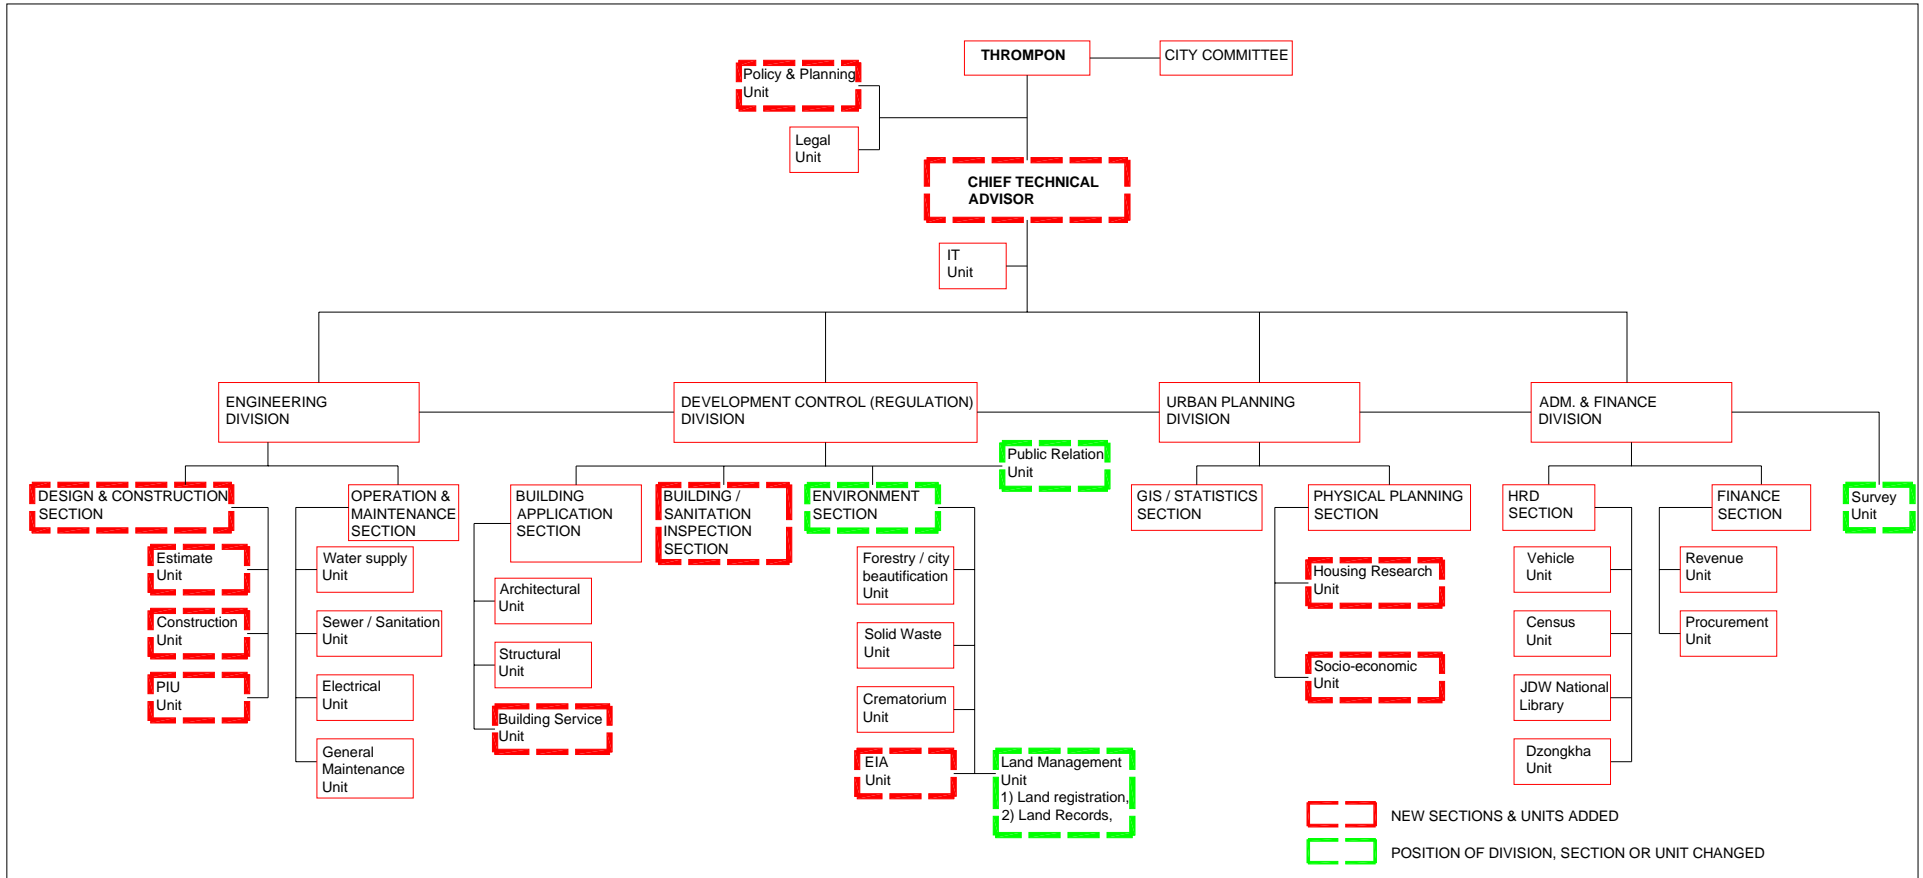 THROMPON
CITY COMMITTEE
Policy & Planning
Unit
Legal
Unit
CHIEF TECHNICAL
ADVISOR
IT
Unit
ENGINEERING
DIVISION
DEVELOPMENT CONTROL (REGULATION)
DIVISION
URBAN PLANNING
DIVISION
ADM. & FINANCE
DIVISION
Public Relation
Unit
DESIGN & CONSTRUCTION
SECTION
OPERATION &
MAINTENANCE
SECTION
BUILDING
APPLICATION
SECTION
BUILDING /
SANITATION
INSPECTION
SECTION
ENVIRONMENT
SECTION
GIS / STATISTICS
SECTION
PHYSICAL PLANNING
SECTION
HRD
SECTION
FINANCE
SECTION
Survey
Unit
Estimate
Unit
Construction
Unit
PIU
Unit
Water supply
Unit
Sewer / Sanitation
Unit
Electrical
Unit
General
Maintenance
Unit
Architectural
Unit
Structural
Unit
Building Service
Unit
Forestry / city
beautification
Unit
Solid Waste
Unit
Crematorium
Unit
EIA
Unit
Land Management
Unit
1) Land registration,
2) Land Records,
Housing Research
Unit
Socio-economic
Unit
Vehicle
Unit
Census
Unit
JDW National
Library
Dzongkha
Unit
Revenue
Unit
Procurement
Unit
NEW SECTIONS & UNITS ADDED
POSITION OF DIVISION, SECTION OR UNIT CHANGED